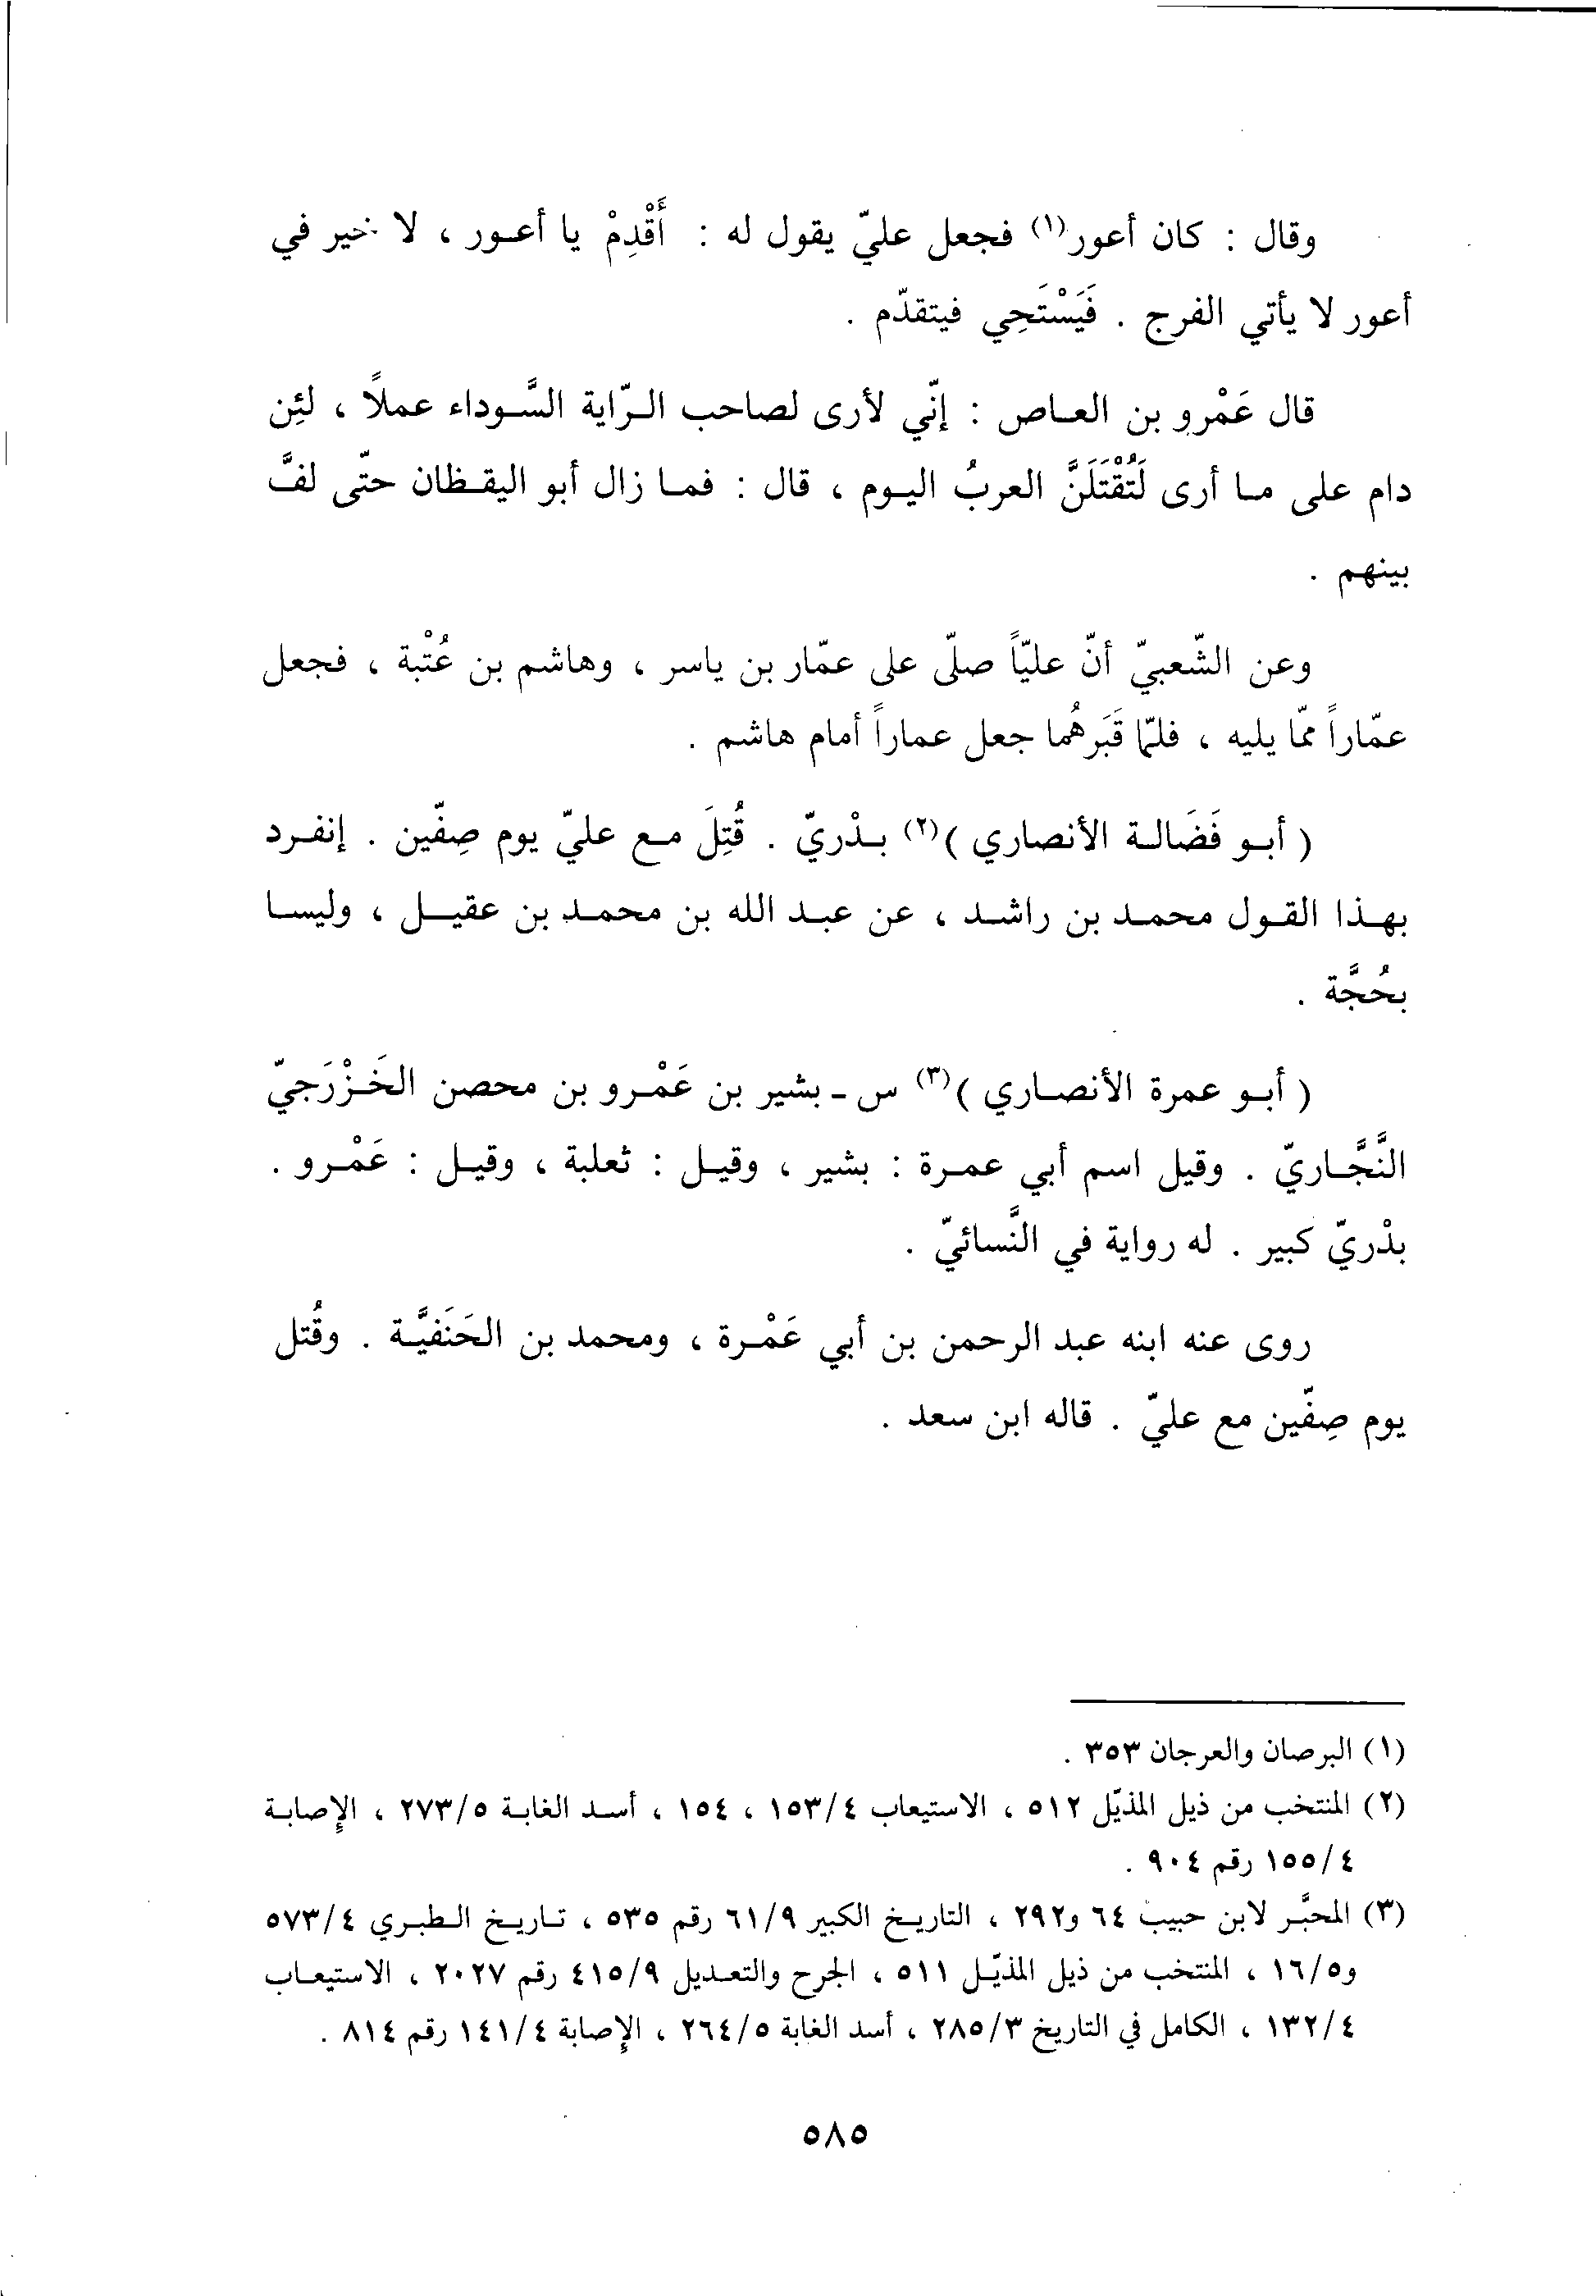 وقال : كان أعور(١) فجعل عليّ يقول له : أَقْدِمْ يا أعور ، لا خير في
أعور لا يأتي الفرج . فَيَسْتَحِي فيتقدّم .
قال عَمْرو بن العاص : إنّي لأرى لصاحب الرّاية السَّوداء عملاً ، لئِن
دام على ما أرى لَتُقْتَلَنَّ العربُ اليوم ، قال : فما زال أبو اليقظان حتّى لفَّ
بينهم .
وعن الشّعبيّ أنّ عليّاً صلّى على عمّار بن ياسر ، وهاشم بن عُتْبة ، فجعل
عمّاراً ممّا يليه ، فلمّا قَبَرهُما جعل عماراً أمام هاشم .
( أبو فَضَالة الأنصاري )(٢) بدْريّ . قُتِلَ مع عليّ يوم صِفّين . إنفرد
بهذا القول محمد بن راشد ، عن عبد الله بن محمد بن عقيل ، وليسا
بحُجَّة .
( أبو عمرة الأنصاري )(٣) س - بشير بن عَمْرو بن محصن الخَزْرَجيّ
النَّجَّاريّ . وقيل اسم أبي عمرة : بشير ، وقيل : ثعلبة ، وقيل : عَمْرو .
بدْريّ كبير . له رواية في النَّسائيّ .
روى عنه ابنه عبد الرحمن بن أبي عَمْرة ، ومحمد بن الحَنَفيَّة . وقُتل
يوم صِفّين مع عليّ . قاله ابن سعد .
(١) البرصان والعرجان ٣٥٣ .
(٢) المنتخب من ذيل المذيّل ٥١٢ ، الاستيعاب ١٥٣/٤ ، ١٥٤ ، أسد الغابة ٢٧٣/٥ ، الإصابة
١٥٥/٤ رقم ٩٠٤ .
(٣) المحبَّر لابن حبيب ٦٤ و٢٩٢ ، التاريخ الكبير ٦١/٩ رقم ٥٣٥ ، تاريخ الطبري ٥٧٣/٤
و١٦/٥ ، المنتخب من ذيل المذيّل ٥١١ ، الجرح والتعديل ٤١٥/٩ رقم ٢٠٢٧ ، الاستيعاب
١٣٢/٤ ، الكامل في التاريخ ٢٨٥/٣ ، أسد الغابة ٢٦٤/٥ ، الإصابة ١٤١/٤ رقم ٨١٤ .
٥٨٥